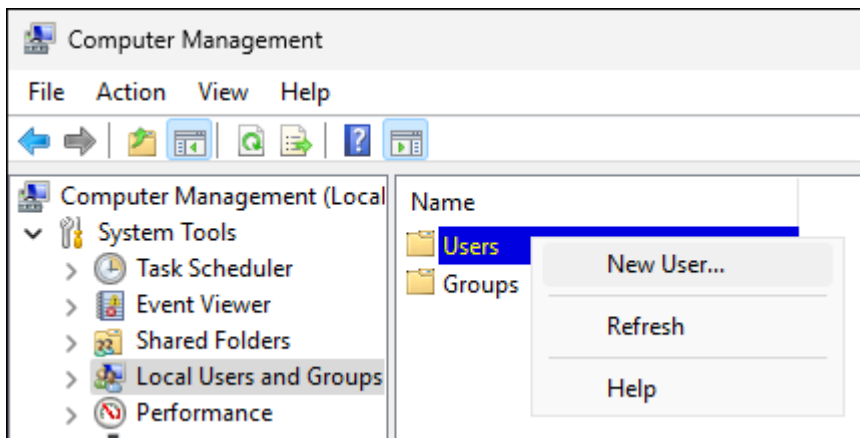 Computer Management
File Action View Help
Computer Management (Local
System Tools
Task Scheduler
Event Viewer
Shared Folders
Local Users and Groups
Performance
Name
Users
Groups
New User...
Refresh
Help